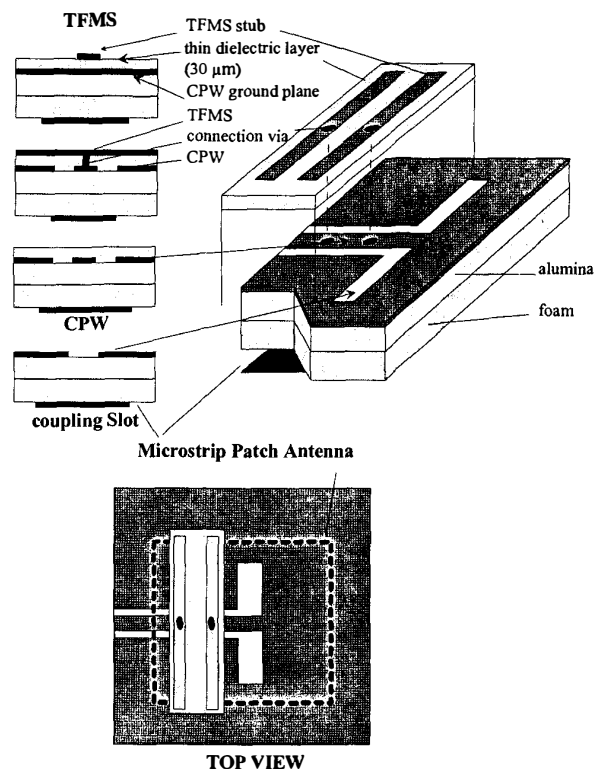 TFMS
TFMS stub
thin dielectric layer
(30 µm)
CPW ground plane
TFMS
connection via
CPW
CPW
alumina
foam
coupling Slot
Microstrip Patch Antenna
TOP VIEW